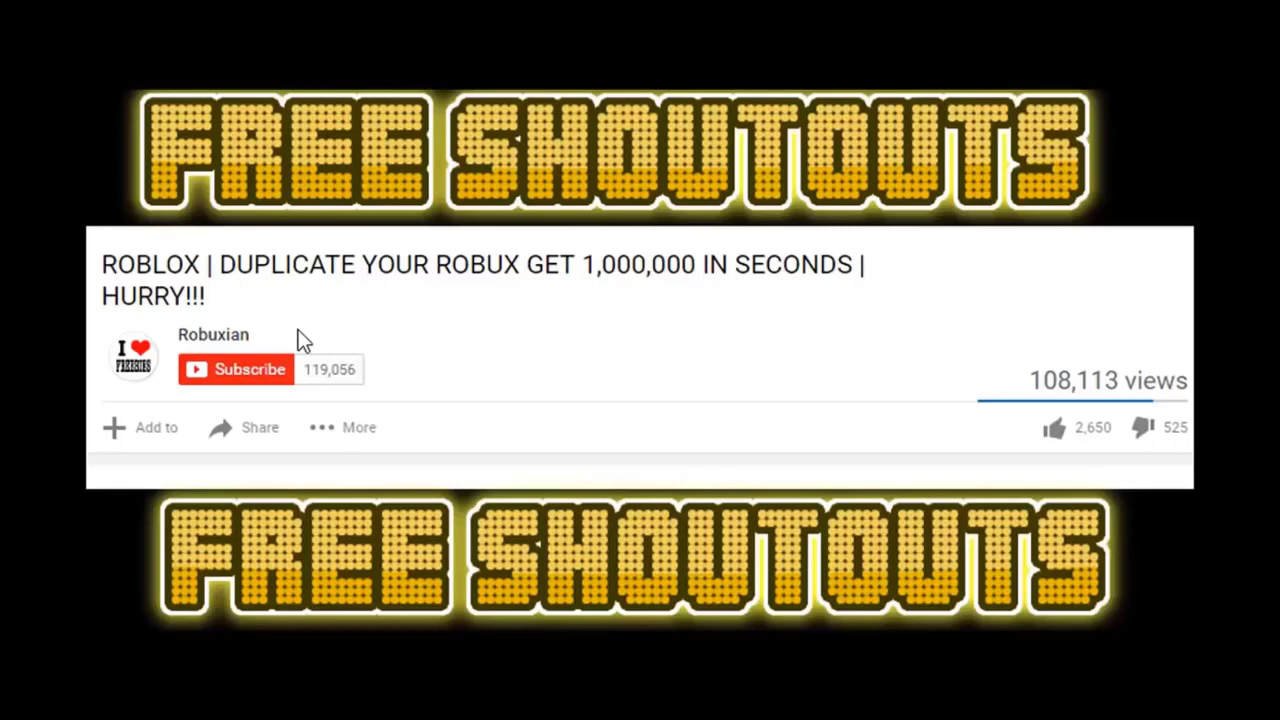 FREE SHOUTOUTS
ROBLOX | DUPLICATE YOUR ROBUX GET 1,000,000 IN SECONDS |
HURRY!!!
I
FREEBIES
Robuxian
Subscribe 119,056
108,113 views
Add to Share More 2,650 525
FREE SHOUTOUTS